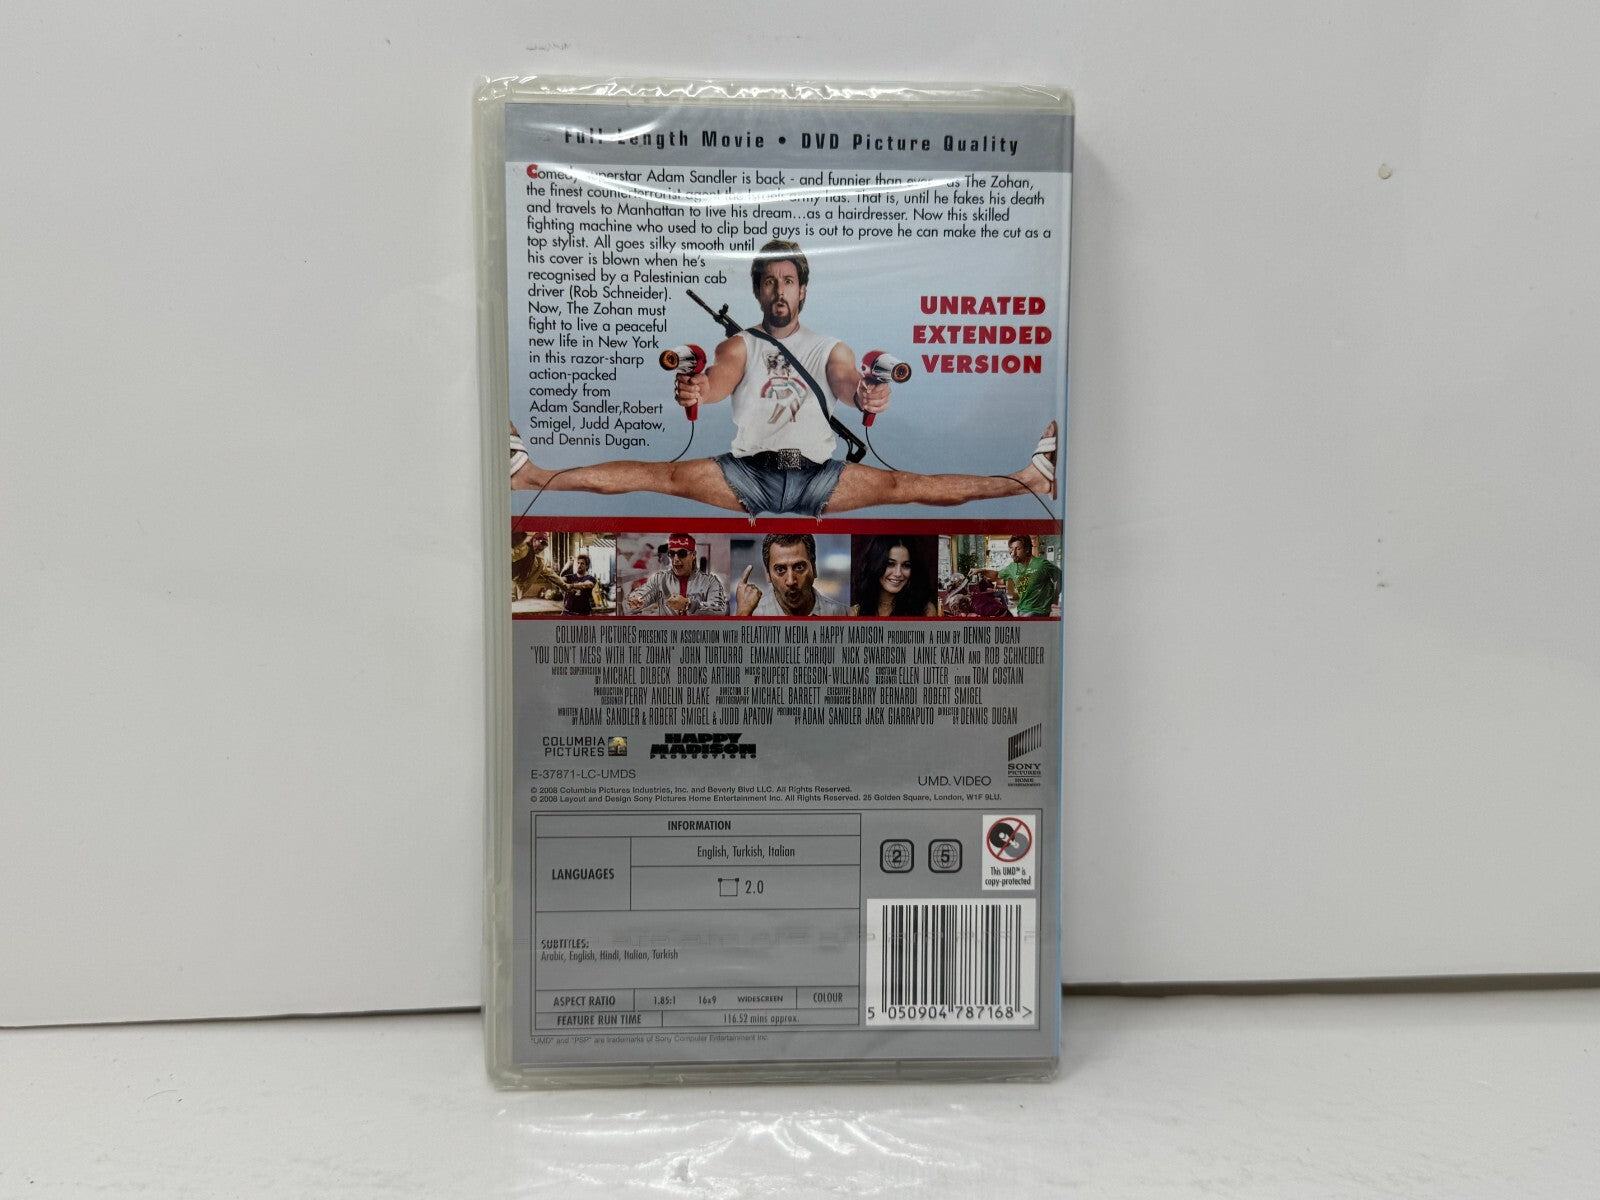 Full Length Movie • DVD Picture Quality
Comedy superstar Adam Sandler is back - and funnier than ever - as The Zohan,
the finest counterterrorist agent the Israeli army has. That is, until he fakes his death
and travels to Manhattan to live his dream...as a hairdresser. Now this skilled
fighting machine who used to clip bad guys is out to prove he can make the cut as a
top stylist. All goes silky smooth until
his cover is blown when he's
recognised by a Palestinian cab
driver (Rob Schneider).
Now, The Zohan must
fight to live a peaceful
new life in New York
in this razor-sharp
action-packed
comedy from
Adam Sandler,Robert
Smigel, Judd Apatow,
and Dennis Dugan.
UNRATED
EXTENDED
VERSION
COLUMBIA PICTURES PRESENTS IN ASSOCIATION WITH RELATIVITY MEDIA A HAPPY MADISON PRODUCTION A FILM BY DENNIS DUGAN
"YOU DON'T MESS WITH THE ZOHAN" JOHN TURTURRO EMMANUELLE CHRIQUI NICK SWARDSON LAINIE KAZAN AND ROB SCHNEIDER
MUSIC SUPERVISION BY MICHAEL DILBECK BROOKS ARTHUR MUSIC BY RUPERT GREGSON-WILLIAMS COSTUME DESIGNER ELLEN LUTTER EDITOR TOM COSTAIN
PRODUCTION DESIGNER PERRY ANDELIN BLAKE DIRECTOR OF PHOTOGRAPHY MICHAEL BARRETT EXECUTIVE PRODUCERS BARRY BERNARDI ROBERT SMIGEL
WRITTEN BY ADAM SANDLER & ROBERT SMIGEL & JUDD APATOW PRODUCED BY ADAM SANDLER JACK GIARRAPUTO DIRECTED BY DENNIS DUGAN
COLUMBIA
PICTURES
HAPPY
MADISON
PRODUCTIONS
SONY
PICTURES
HOME
ENTERTAINMENT
E-37871-LC-UMDS
UMD. VIDEO
© 2008 Columbia Pictures Industries, Inc. and Beverly Blvd LLC. All Rights Reserved.
© 2008 Layout and Design Sony Pictures Home Entertainment Inc. All Rights Reserved. 25 Golden Square, London, W1F 9LU.
INFORMATION
LANGUAGES
English, Turkish, Italian
2.0
SUBTITLES:
Arabic, English, Hindi, Italian, Turkish
ASPECT RATIO 1.85:1 16x9 WIDESCREEN COLOUR
FEATURE RUN TIME 116.52 mins approx.
2 5
This UMD™ is
copy-protected
5 050904 787168 >
"UMD" and "PSP" are trademarks of Sony Computer Entertainment Inc.